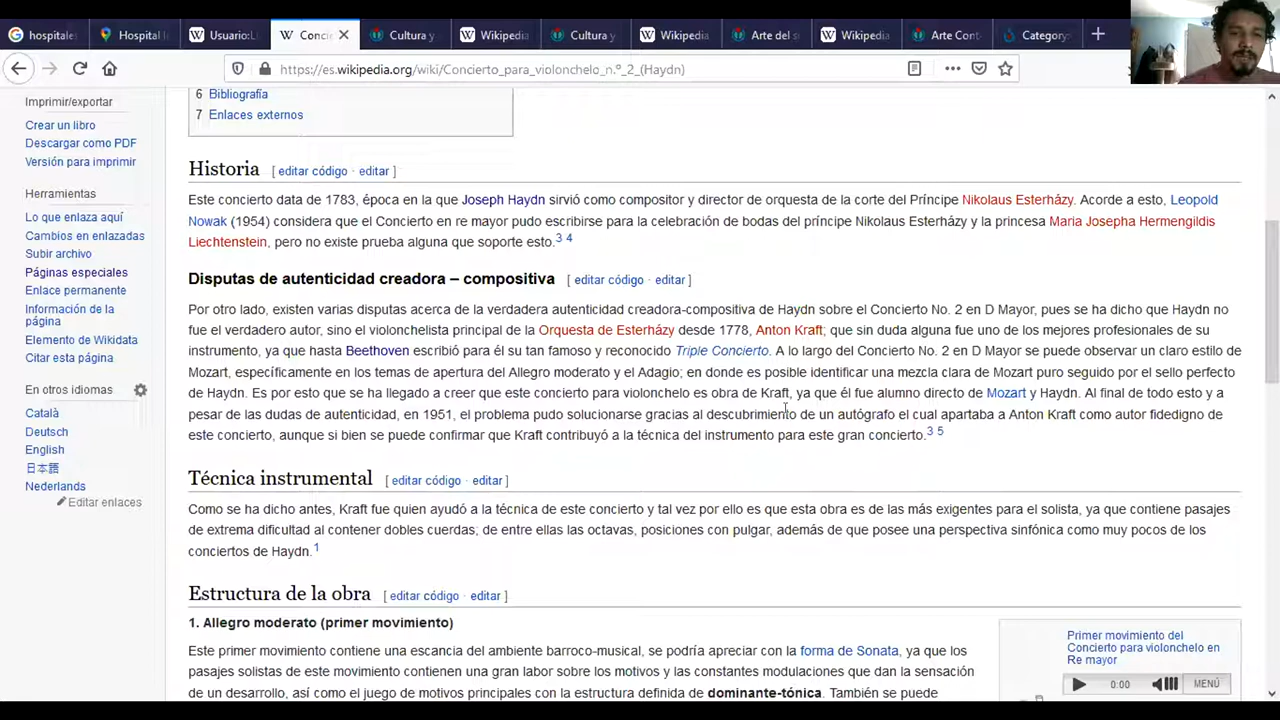 hospitale
Hospital l
Usuario:L
Conci
Cultura y
Wikipedi
Cultura y
Wikipedi
Arte del s
Wikipedi
Arte Cont
Category:
https://es.wikipedia.org/wiki/Concierto_para_violonchelo_n.º_2_(Haydn)
Imprimir/exportar
Crear un libro
Descargar como PDF
Versión para imprimir
Herramientas
Lo que enlaza aquí
Cambios en enlazadas
Subir archivo
Páginas especiales
Enlace permanente
Información de la
página
Elemento de Wikidata
Citar esta página
En otros idiomas
Català
Deutsch
English
日本語
Nederlands
Editar enlaces
6 Bibliografía
7 Enlaces externos
Historia [ editar código · editar ]
Este concierto data de 1783, época en la que Joseph Haydn sirvió como compositor y director de orquesta de la corte del Príncipe Nikolaus Esterházy. Acorde a esto, Leopold
Nowak (1954) considera que el Concierto en re mayor pudo escribirse para la celebración de bodas del príncipe Nikolaus Esterházy y la princesa Maria Josepha Hermengildis
Liechtenstein, pero no existe prueba alguna que soporte esto.3 4
Disputas de autenticidad creadora – compositiva [ editar código · editar ]
Por otro lado, existen varias disputas acerca de la verdadera autenticidad creadora-compositiva de Haydn sobre el Concierto No. 2 en D Mayor, pues se ha dicho que Haydn no
fue el verdadero autor, sino el violonchelista principal de la Orquesta de Esterházy desde 1778, Anton Kraft; que sin duda alguna fue uno de los mejores profesionales de su
instrumento, ya que hasta Beethoven escribió para él su tan famoso y reconocido Triple Concierto. A lo largo del Concierto No. 2 en D Mayor se puede observar un claro estilo de
Mozart, específicamente en los temas de apertura del Allegro moderato y el Adagio; en donde es posible identificar una mezcla clara de Mozart puro seguido por el sello perfecto
de Haydn. Es por esto que se ha llegado a creer que este concierto para violonchelo es obra de Kraft, ya que él fue alumno directo de Mozart y Haydn. Al final de todo esto y a
pesar de las dudas de autenticidad, en 1951, el problema pudo solucionarse gracias al descubrimiento de un autógrafo el cual apartaba a Anton Kraft como autor fidedigno de
este concierto, aunque si bien se puede confirmar que Kraft contribuyó a la técnica del instrumento para este gran concierto.3 5
Técnica instrumental [ editar código · editar ]
Como se ha dicho antes, Kraft fue quien ayudó a la técnica de este concierto y tal vez por ello es que esta obra es de las más exigentes para el solista, ya que contiene pasajes
de extrema dificultad al contener dobles cuerdas; de entre ellas las octavas, posiciones con pulgar, además de que posee una perspectiva sinfónica como muy pocos de los
conciertos de Haydn.1
Estructura de la obra [ editar código · editar ]
1. Allegro moderato (primer movimiento)
Este primer movimiento contiene una escancia del ambiente barroco-musical, se podría apreciar con la forma de Sonata, ya que los
pasajes solistas de este movimiento contienen una gran labor sobre los motivos y las constantes modulaciones que dan la sensación
de un desarrollo, así como el juego de motivos principales con la estructura definida de dominante-tónica. También se puede
Primer movimiento del
Concierto para violonchelo en
Re mayor
0:00 MENÚ